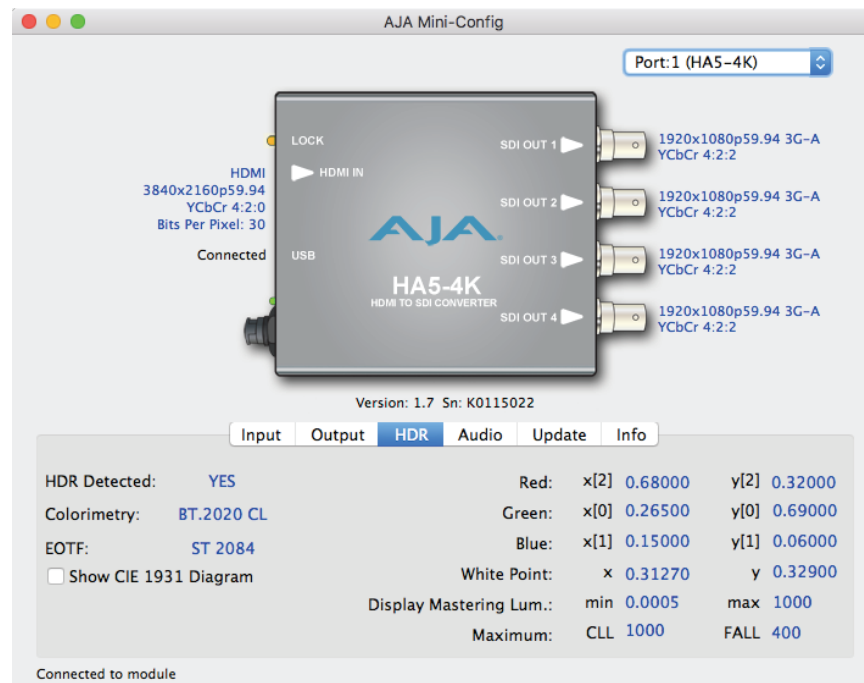 AJA Mini-Config
Port:1 (HA5-4K)
LOCK
HDMI IN
USB
HDMI
3840x2160p59.94
YCbCr 4:2:0
Bits Per Pixel: 30
Connected
AJA
HA5-4K
HDMI TO SDI CONVERTER
SDI OUT 1
1920x1080p59.94 3G-A
YCbCr 4:2:2
SDI OUT 2
1920x1080p59.94 3G-A
YCbCr 4:2:2
SDI OUT 3
1920x1080p59.94 3G-A
YCbCr 4:2:2
SDI OUT 4
1920x1080p59.94 3G-A
YCbCr 4:2:2
Version: 1.7 Sn: K0115022
Input Output HDR Audio Update Info
HDR Detected: YES
Colorimetry: BT.2020 CL
EOTF: ST 2084
Show CIE 1931 Diagram
Red: x[2] 0.68000 y[2] 0.32000
Green: x[0] 0.26500 y[0] 0.69000
Blue: x[1] 0.15000 y[1] 0.06000
White Point: x 0.31270 y 0.32900
Display Mastering Lum.: min 0.0005 max 1000
Maximum: CLL 1000 FALL 400
Connected to module